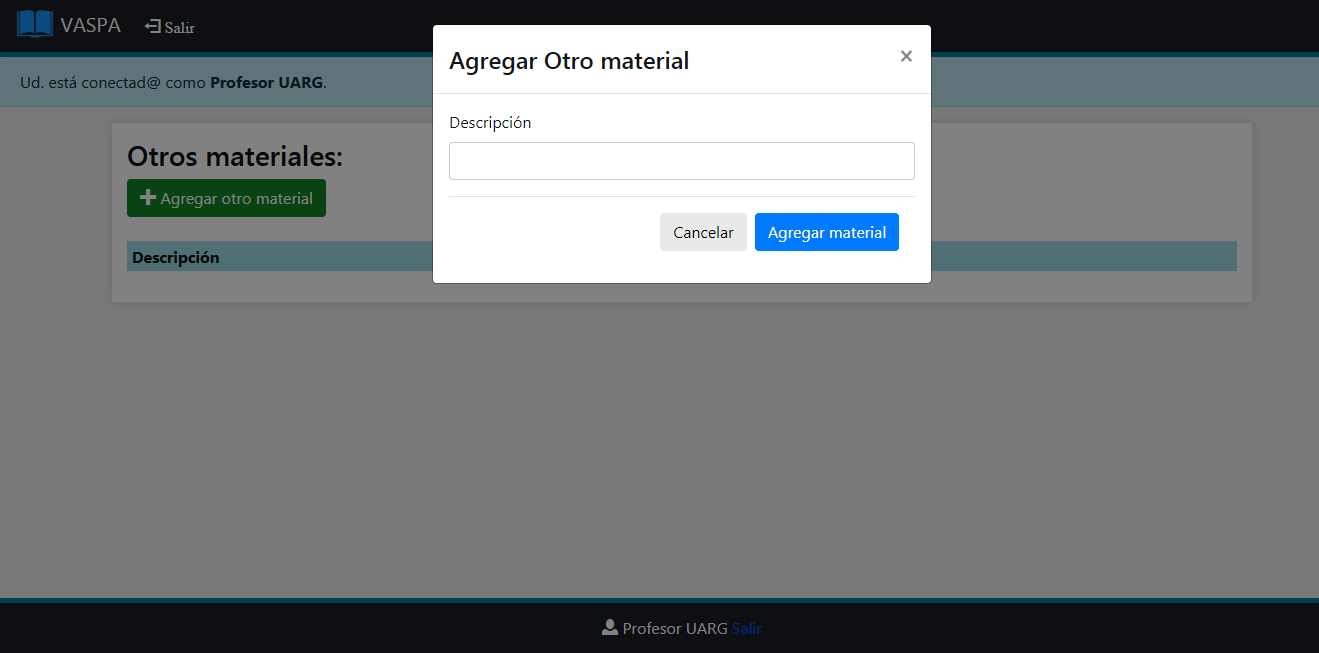 VASPA Salir
Ud. está conectad@ como Profesor UARG.
Agregar Otro material ×
Descripción
Cancelar Agregar material
Otros materiales:
Agregar otro material
Descripción
Profesor UARG Salir